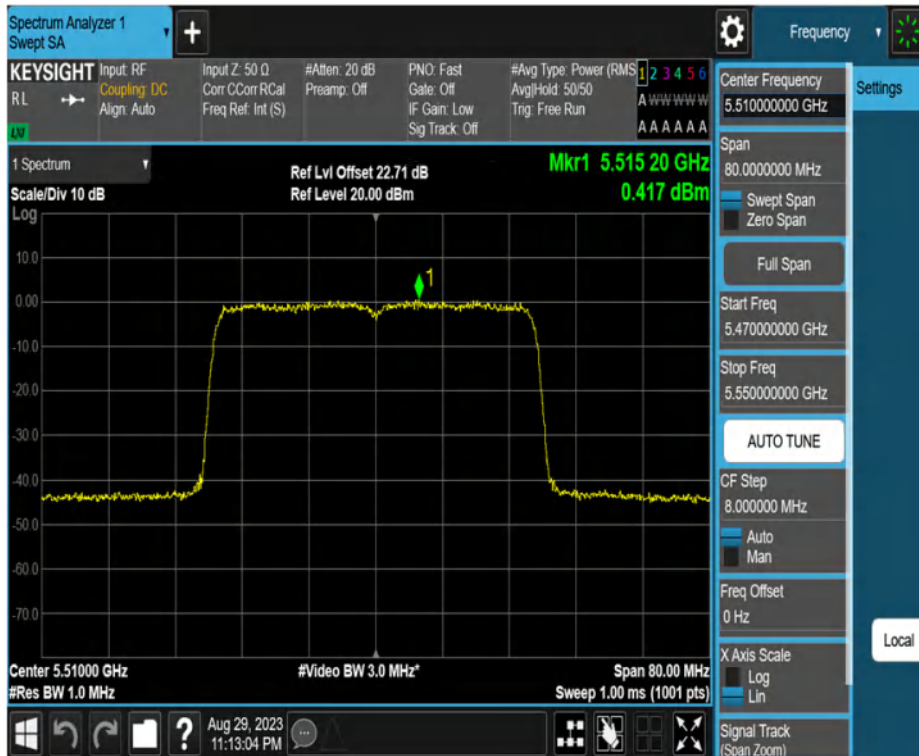 Spectrum Analyzer 1
Swept SA
Frequency
KEYSIGHT
RL
LXI
Input: RF
Coupling: DC
Align: Auto
Input Z: 50 Ω
Corr CCorr RCal
Freq Ref: Int (S)
#Atten: 20 dB
Preamp: Off
PNO: Fast
Gate: Off
IF Gain: Low
Sig Track: Off
#Avg Type: Power (RMS
Avg|Hold: 50/50
Trig: Free Run
1 2 3 4 5 6
A W W W W W
A A A A A A
1 Spectrum
Scale/Div 10 dB
Log
Ref Lvl Offset 22.71 dB
Ref Level 20.00 dBm
Mkr1 5.515 20 GHz
0.417 dBm
10.0
0.00
-10.0
-20.0
-30.0
-40.0
-50.0
-60.0
-70.0
1
Center 5.51000 GHz
#Res BW 1.0 MHz
#Video BW 3.0 MHz*
Span 80.00 MHz
Sweep 1.00 ms (1001 pts)
Center Frequency
5.510000000 GHz
Span
80.0000000 MHz
Swept Span
Zero Span
Full Span
Start Freq
5.470000000 GHz
Stop Freq
5.550000000 GHz
AUTO TUNE
CF Step
8.000000 MHz
Auto
Man
Freq Offset
0 Hz
X Axis Scale
Log
Lin
Signal Track
(Span Zoom)
Settings
Local
?
Aug 29, 2023
11:13:04 PM